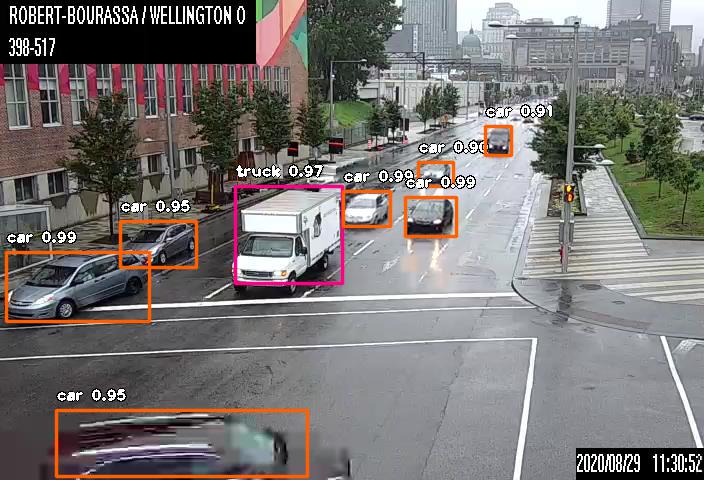 ROBERT-BOURASSA / WELLINGTON O
398-517
car 0.91
car 0.90
truck 0.97
car 0.99
car 0.99
car 0.95
car 0.99
car 0.95
2020/08/29 11:30:52